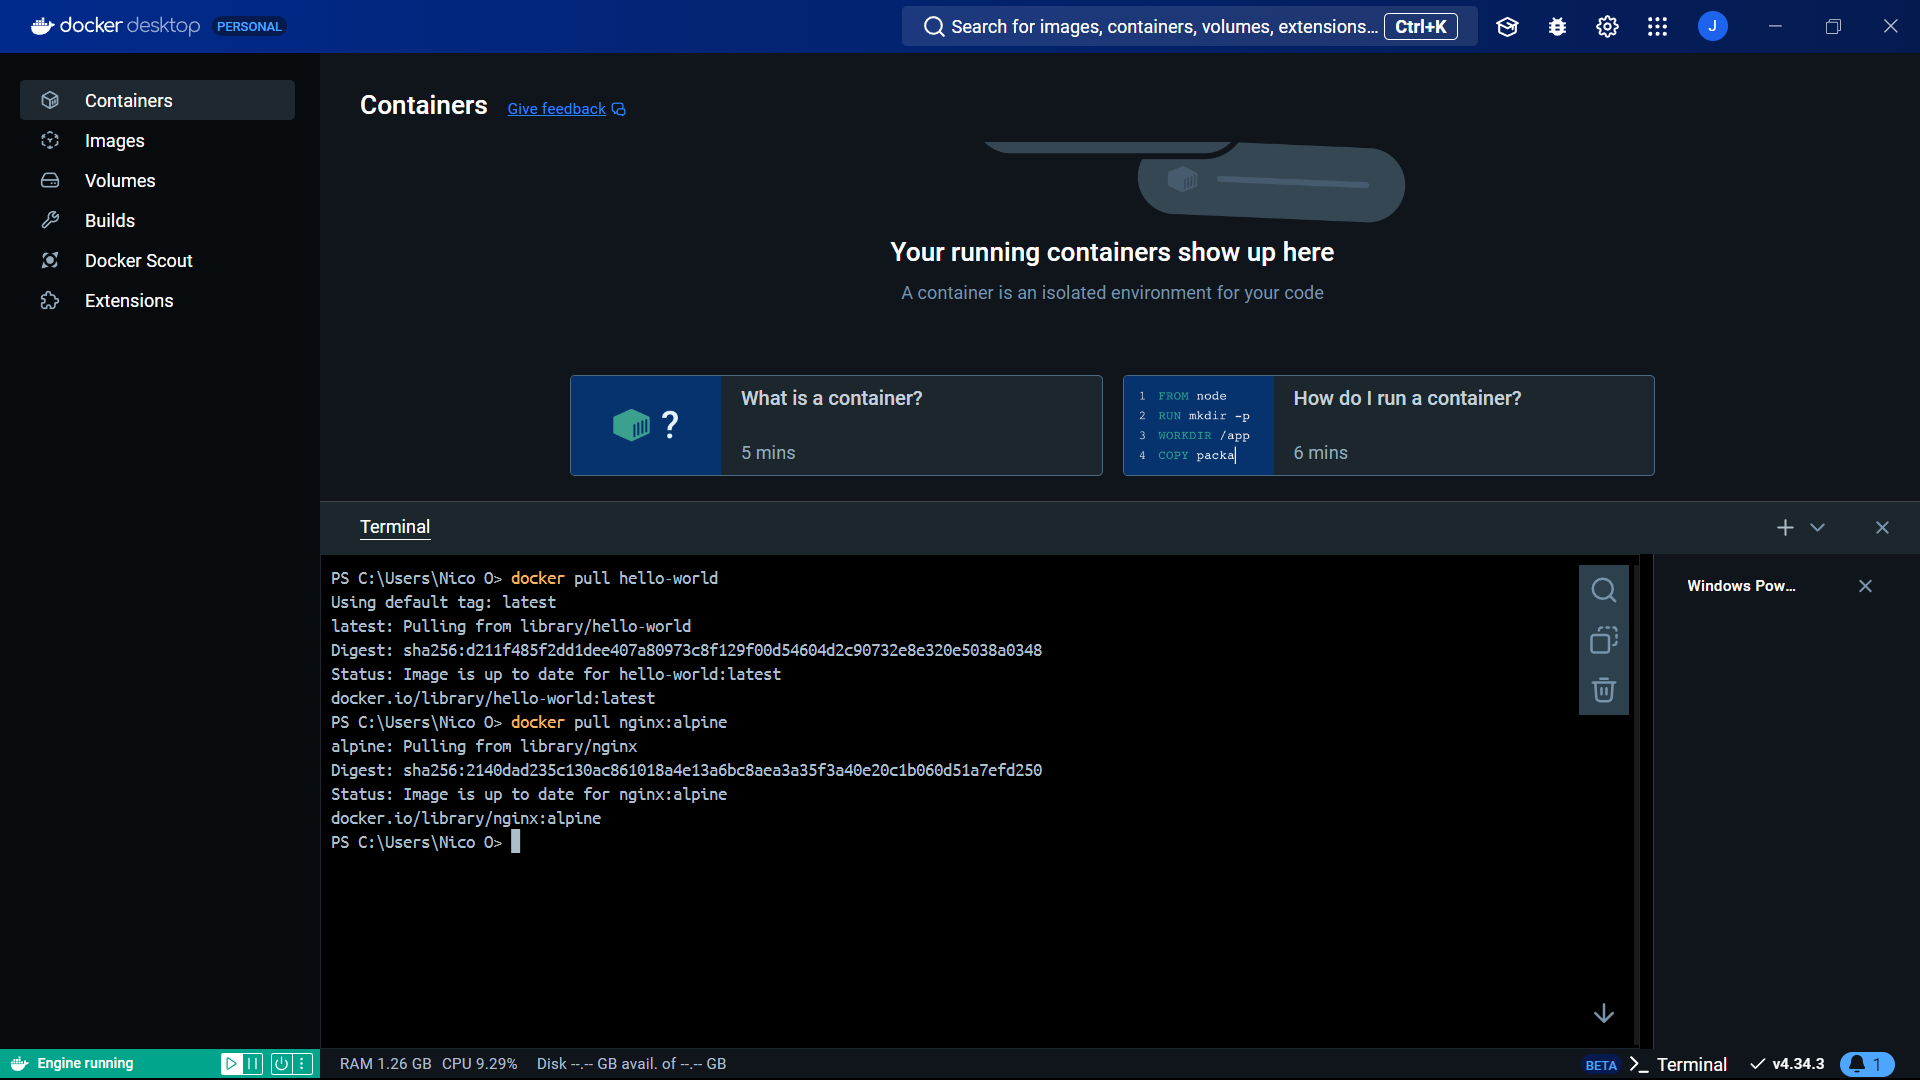 docker desktop PERSONAL
Search for images, containers, volumes, extensions... Ctrl+K
J
Containers
Images
Volumes
Builds
Docker Scout
Extensions
Containers Give feedback
Your running containers show up here
A container is an isolated environment for your code
?
What is a container?
5 mins
1 FROM node
2 RUN mkdir -p
3 WORKDIR /app
4 COPY packa
How do I run a container?
6 mins
Terminal
PS C:\Users\Nico O> docker pull hello-world
Using default tag: latest
latest: Pulling from library/hello-world
Digest: sha256:d211f485f2dd1dee407a80973c8f129f00d54604d2c90732e8e320e5038a0348
Status: Image is up to date for hello-world:latest
docker.io/library/hello-world:latest
PS C:\Users\Nico O> docker pull nginx:alpine
alpine: Pulling from library/nginx
Digest: sha256:2140dad235c130ac861018a4e13a6bc8aea3a35f3a40e20c1b060d51a7efd250
Status: Image is up to date for nginx:alpine
docker.io/library/nginx:alpine
PS C:\Users\Nico O>
Windows Pow...
Engine running
RAM 1.26 GB CPU 9.29% Disk --.-- GB avail. of --.-- GB
BETA Terminal v4.34.3 1